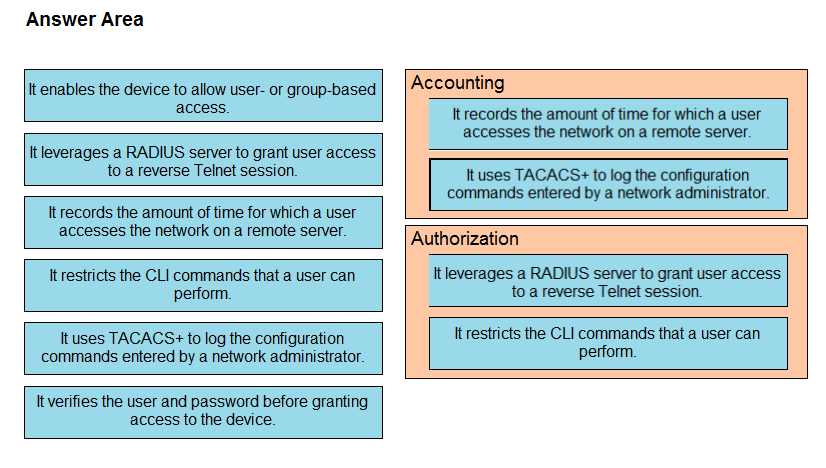 Answer Area
It enables the device to allow user- or group-based
access.
It leverages a RADIUS server to grant user access
to a reverse Telnet session.
It records the amount of time for which a user
accesses the network on a remote server.
It restricts the CLI commands that a user can
perform.
It uses TACACS+ to log the configuration
commands entered by a network administrator.
It verifies the user and password before granting
access to the device.
Accounting
It records the amount of time for which a user
accesses the network on a remote server.
It uses TACACS+ to log the configuration
commands entered by a network administrator.
Authorization
It leverages a RADIUS server to grant user access
to a reverse Telnet session.
It restricts the CLI commands that a user can
perform.